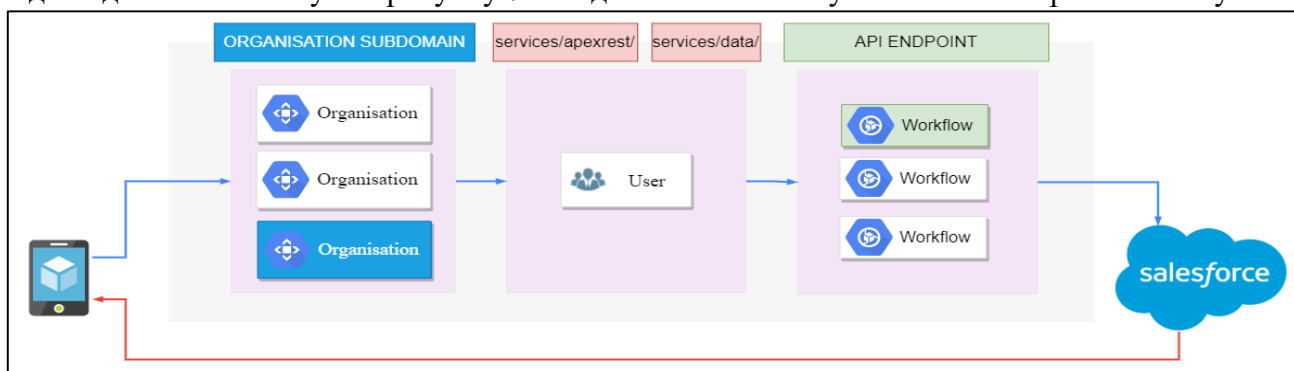 ORGANISATION SUBDOMAIN
services/apexrest/
services/data/
API ENDPOINT
Organisation
Organisation
Organisation
User
Workflow
Workflow
Workflow
salesforce